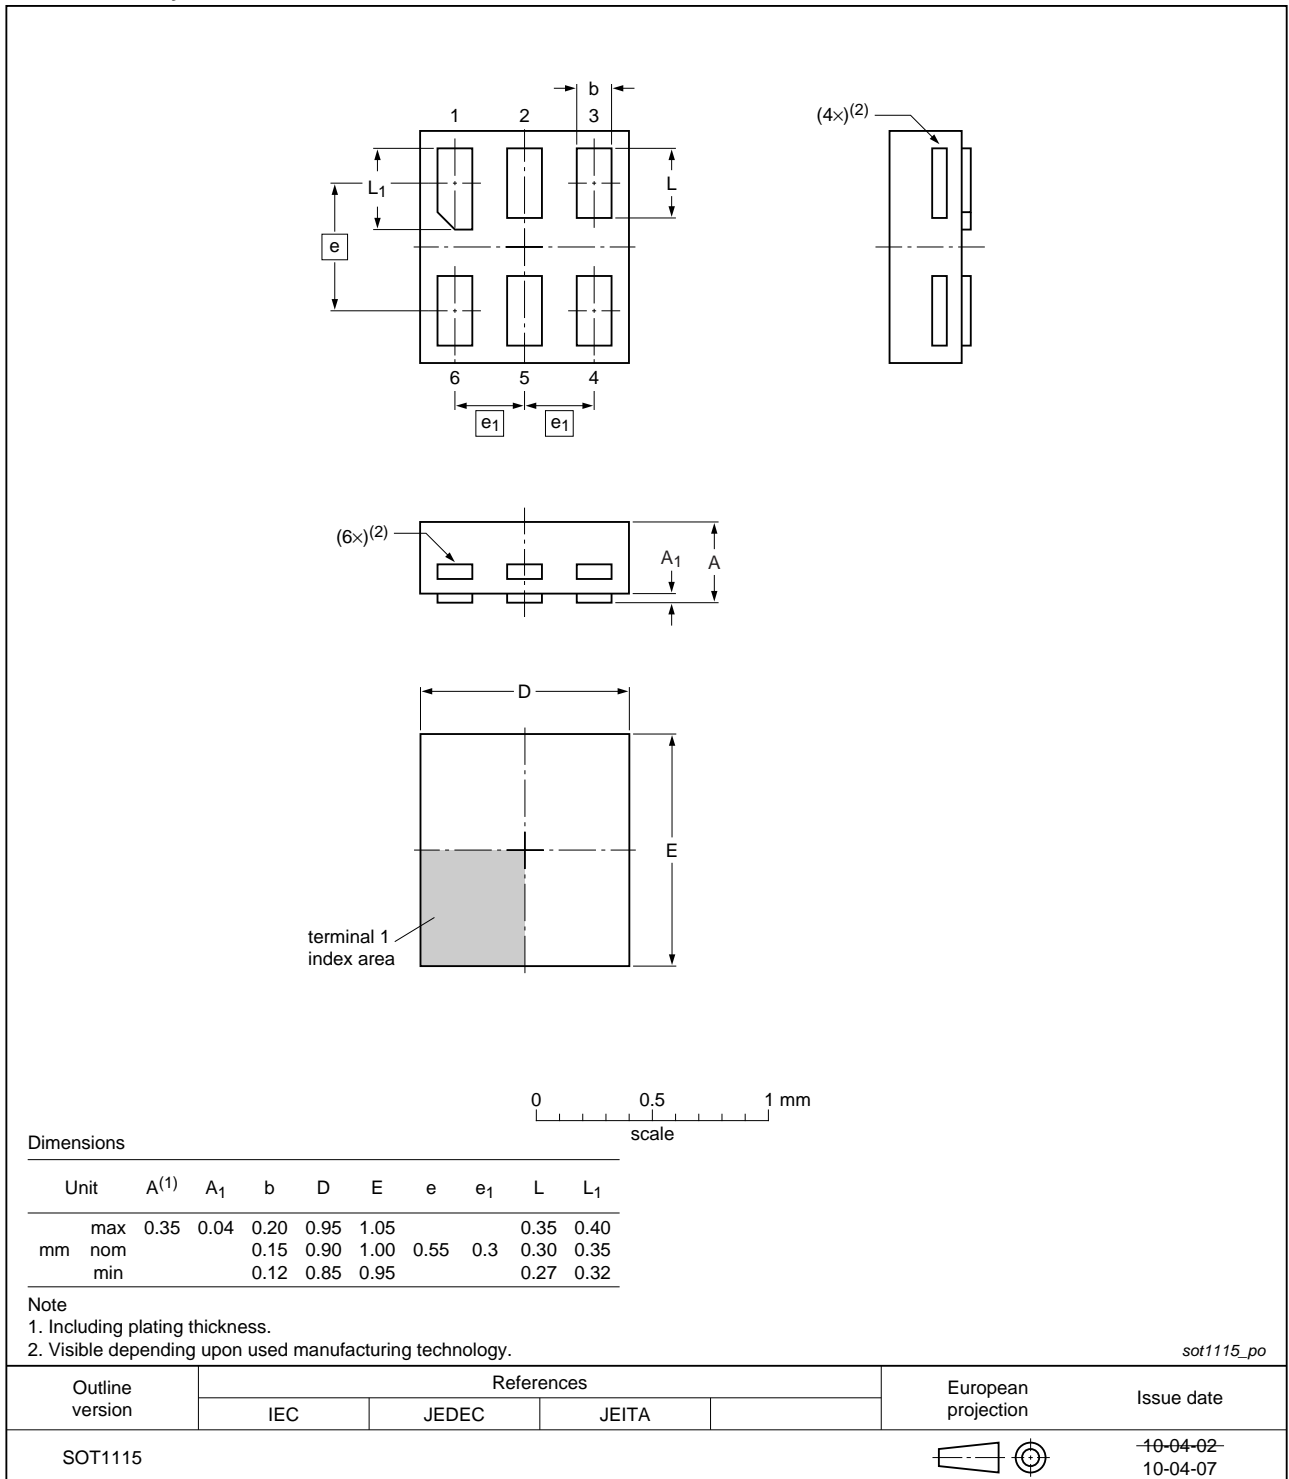 b
1 2 3
(4×)(2)
L1
L
e
6 5 4
e1 e1
(6×)(2)
A1 A
D
E
terminal 1
index area
0 0.5 1 mm
scale
Dimensions
Unit A(1) A1 b D E e e1 L L1
max 0.35 0.04 0.20 0.95 1.05 0.35 0.40
mm nom 0.15 0.90 1.00 0.55 0.3 0.30 0.35
min 0.12 0.85 0.95 0.27 0.32
Note
1. Including plating thickness.
2. Visible depending upon used manufacturing technology.
sot1115_po
Outline version
References
European projection
Issue date
IEC JEDEC JEITA
SOT1115
10-04-02
10-04-07